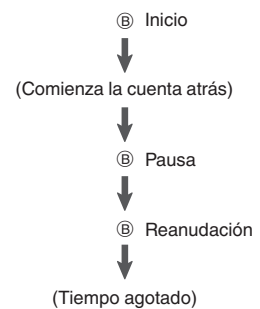 Ⓑ Inicio
(Comienza la cuenta atrás)
Ⓑ Pausa
Ⓑ Reanudación
(Tiempo agotado)